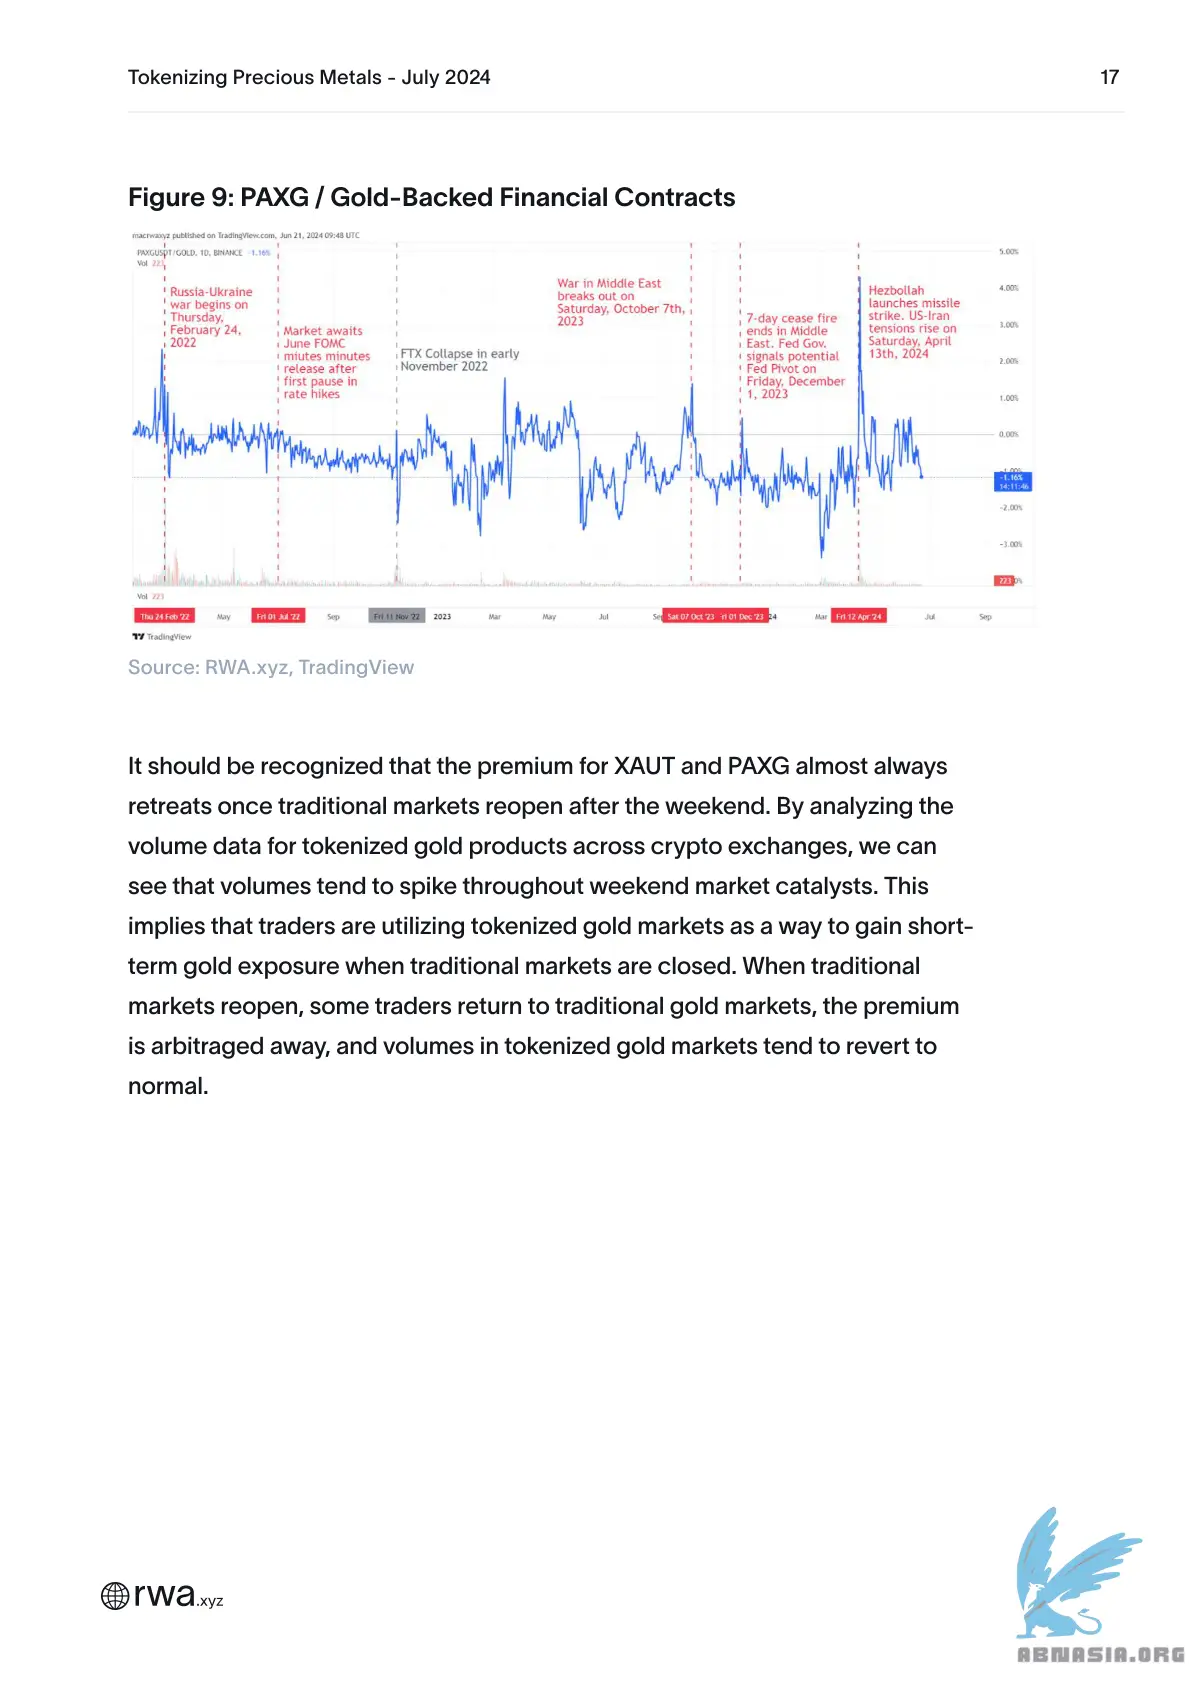 Tokenizing Precious Metals - July 2024
17
Figure 9: PAXG / Gold-Backed Financial Contracts
macrwaxyz published on TradingView.com, Jun 21, 2024 09:48 UTC
PAXGUSDT/GOLD, 1D, BINANCE -1.16%
Vol 223
Russia-Ukraine
war begins on
Thursday,
February 24,
2022
Market awaits
June FOMC
miutes minutes
release after
first pause in
rate hikes
FTX Collapse in early
November 2022
War in Middle East
breaks out on
Saturday, October 7th,
2023
7-day cease fire
ends in Middle
East. Fed Gov.
signals potential
Fed Pivot on
Friday, December
1, 2023
Hezbollah
launches missile
strike. US-Iran
tensions rise on
Saturday, April
13th, 2024
5.00%
4.00%
3.00%
2.00%
1.00%
0.00%
-1.00%
-1.16%
14:11:46
-2.00%
-3.00%
223
Vol 223
Thu 24 Feb '22 May Fri 01 Jul '22 Sep Fri 11 Nov '22 2023 Mar May Jul Sep Sat 07 Oct '23 Fri 01 Dec '23 24 Mar Fri 12 Apr '24 Jul Sep
TradingView
Source: RWA.xyz, TradingView
It should be recognized that the premium for XAUT and PAXG almost always
retreats once traditional markets reopen after the weekend. By analyzing the
volume data for tokenized gold products across crypto exchanges, we can
see that volumes tend to spike throughout weekend market catalysts. This
implies that traders are utilizing tokenized gold markets as a way to gain short-
term gold exposure when traditional markets are closed. When traditional
markets reopen, some traders return to traditional gold markets, the premium
is arbitraged away, and volumes in tokenized gold markets tend to revert to
normal.
rwa.xyz
ABNASIA.ORG